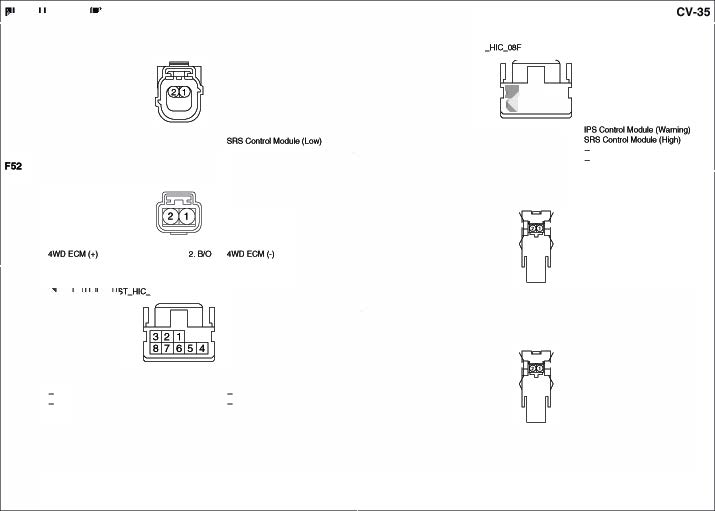 CV-35
_HIC_08F
2 1
IPS Control Module (Warning)
SRS Control Module (Low)
SRS Control Module (High)
–
–
F52
2 1
4WD ECM (+)
2. B/O
4WD ECM (-)
ST_HIC_
3 2 1
8 7 6 5 4
–
–
–
–